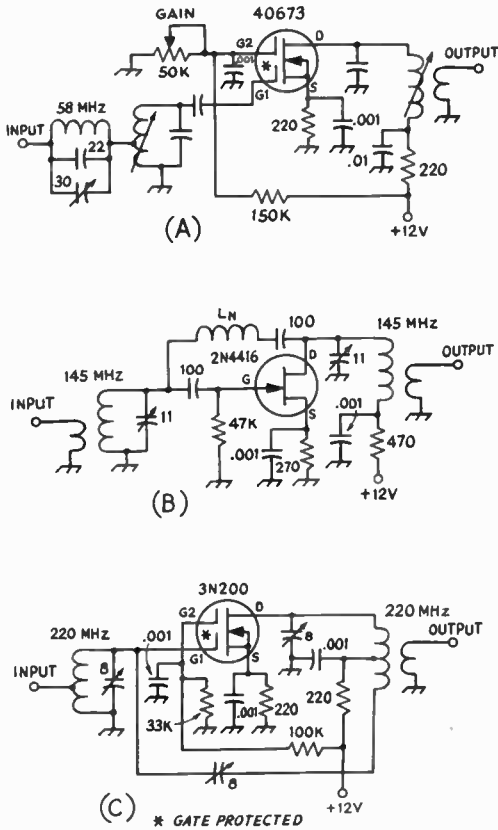 GAIN
40673
50K
G2
.001
D
*
OUTPUT
G1
S
58 MHz
INPUT
22
30
220
.001
.01
220
150K
+12V
(A)
LN
100
2N4416
D
145 MHz
11
OUTPUT
145 MHz
100
G
INPUT
11
S
47K
.001
.001
270
470
+12V
(B)
3N200
G2
D
220 MHz
*
220 MHz
.001
G1
8
.001
OUTPUT
S
INPUT
8
33K
.001
220
220
100K
8
+12V
(C)
* GATE PROTECTED